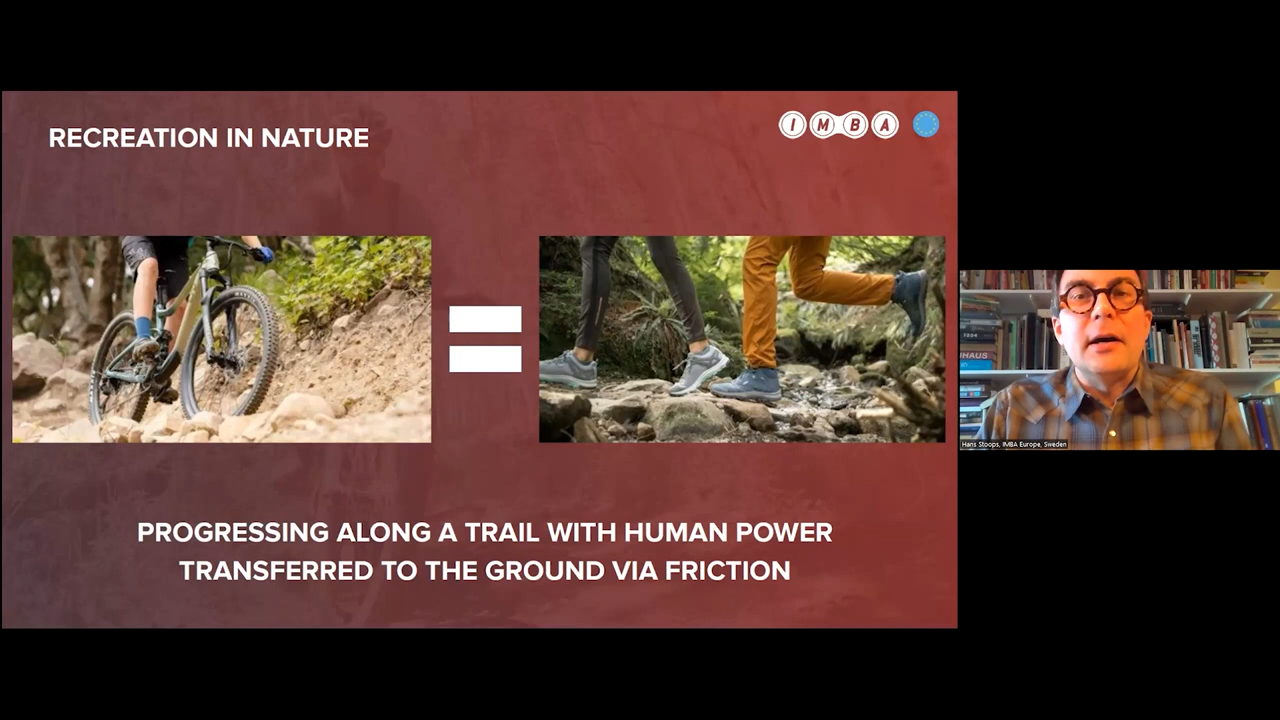 RECREATION IN NATURE
IMBA
PROGRESSING ALONG A TRAIL WITH HUMAN POWER
TRANSFERRED TO THE GROUND VIA FRICTION
Hans Stoops, IMBA Europe, Sweden